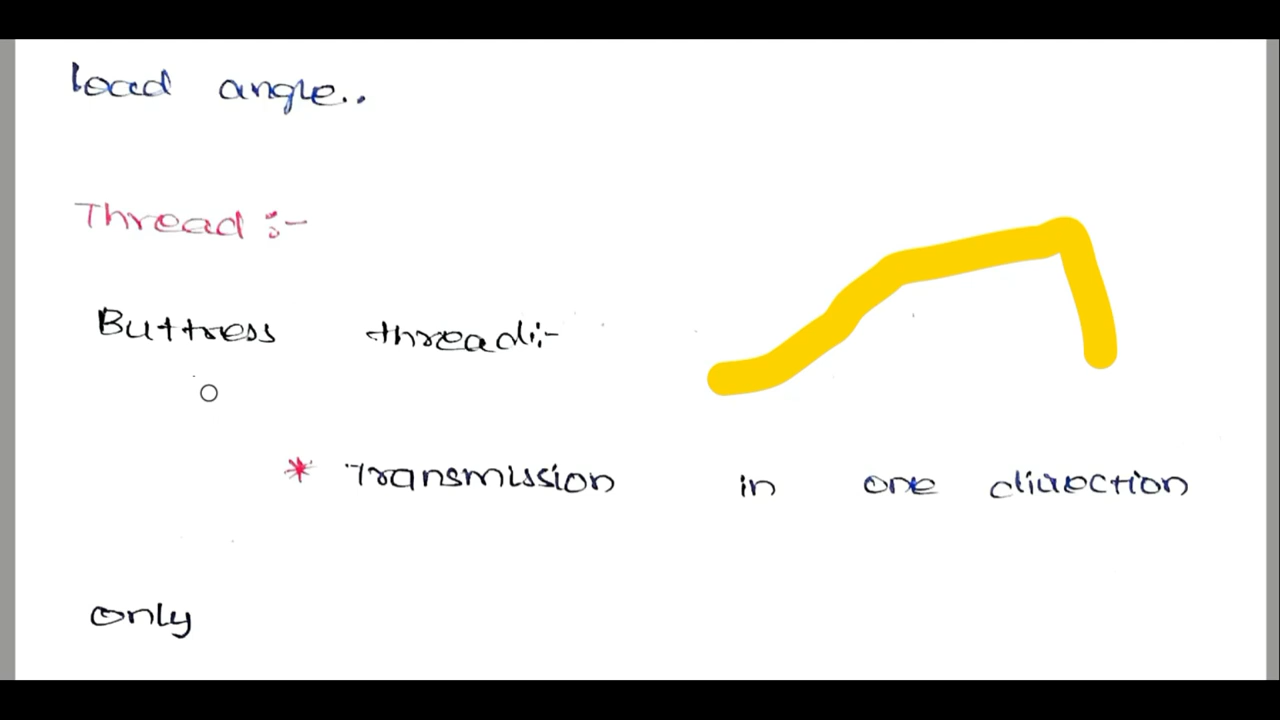 load angle..
Thread :-
Buttress thread:-
* Transmission in one direction
only